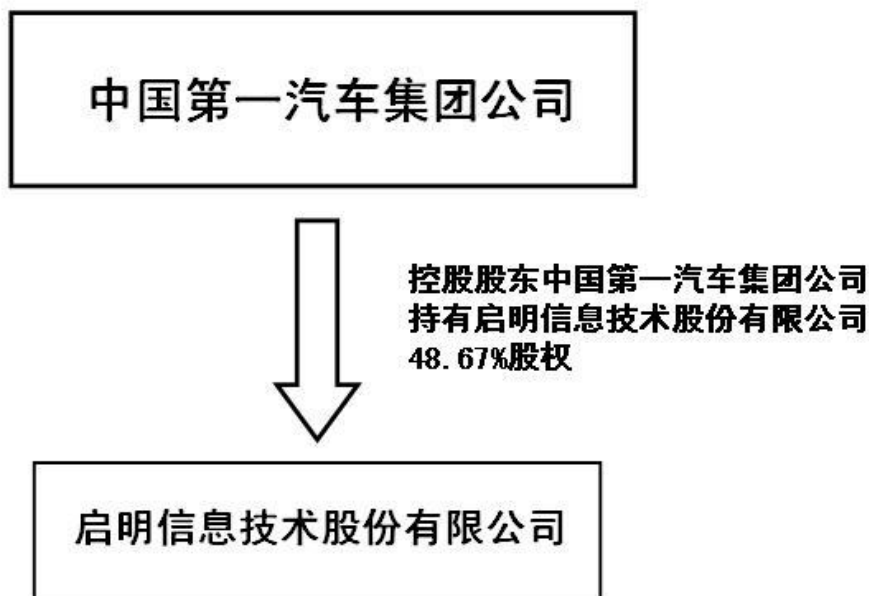 中国第一汽车集团公司
控股股东中国第一汽车集团公司
持有启明信息技术股份有限公司
48.67%股权
启明信息技术股份有限公司